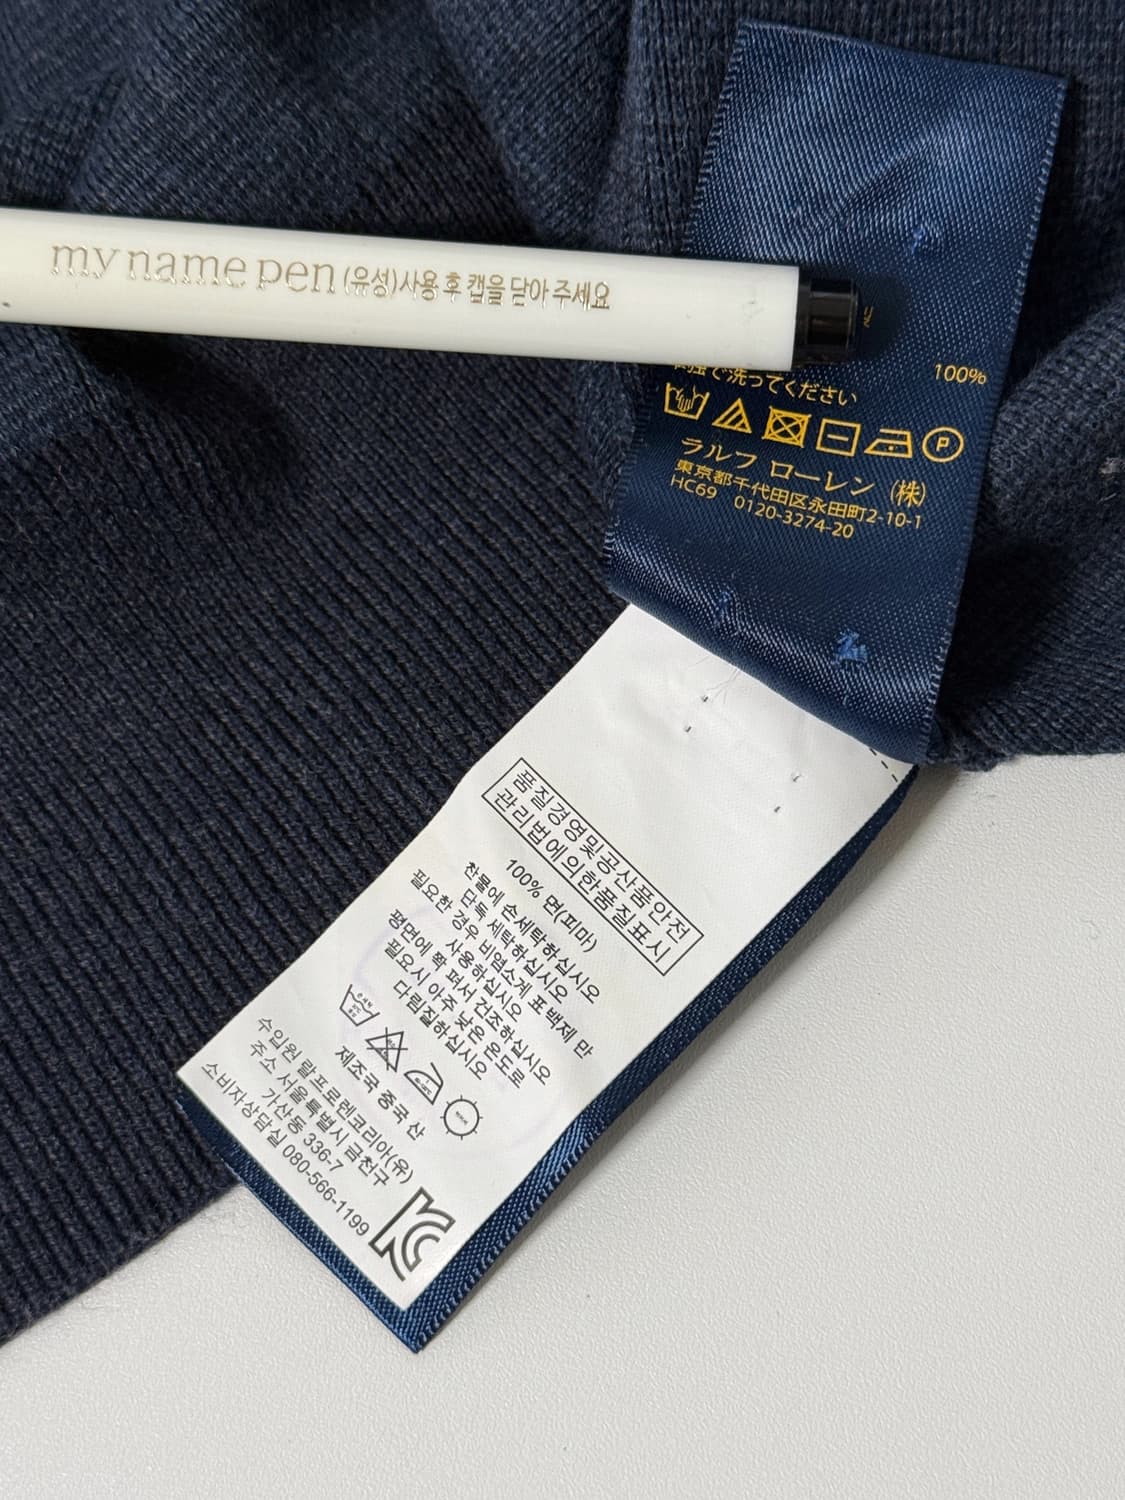 my name pen (유성) 사용 후 캡을 닫아 주세요
100%
で洗ってください
P
ラルフ ローレン (株)
東京都千代田区永田町2-10-1
HC69 0120-3274-20
품질경영및공산품안전
관리법에의한품질표시
100% 면(피마)
찬물에 손세탁하십시오
단독 세탁하십시오
필요한 경우 비염소계 표백제 만
사용하십시오
평면에 쫙 펴서 건조하십시오
필요시 아주 낮은 온도로
다림질하십시오
제조국 중국 산
수입원 랄프로렌코리아(유)
주소 서울특별시 금천구
가산동 336-7
소비자상담실 080-566-1199